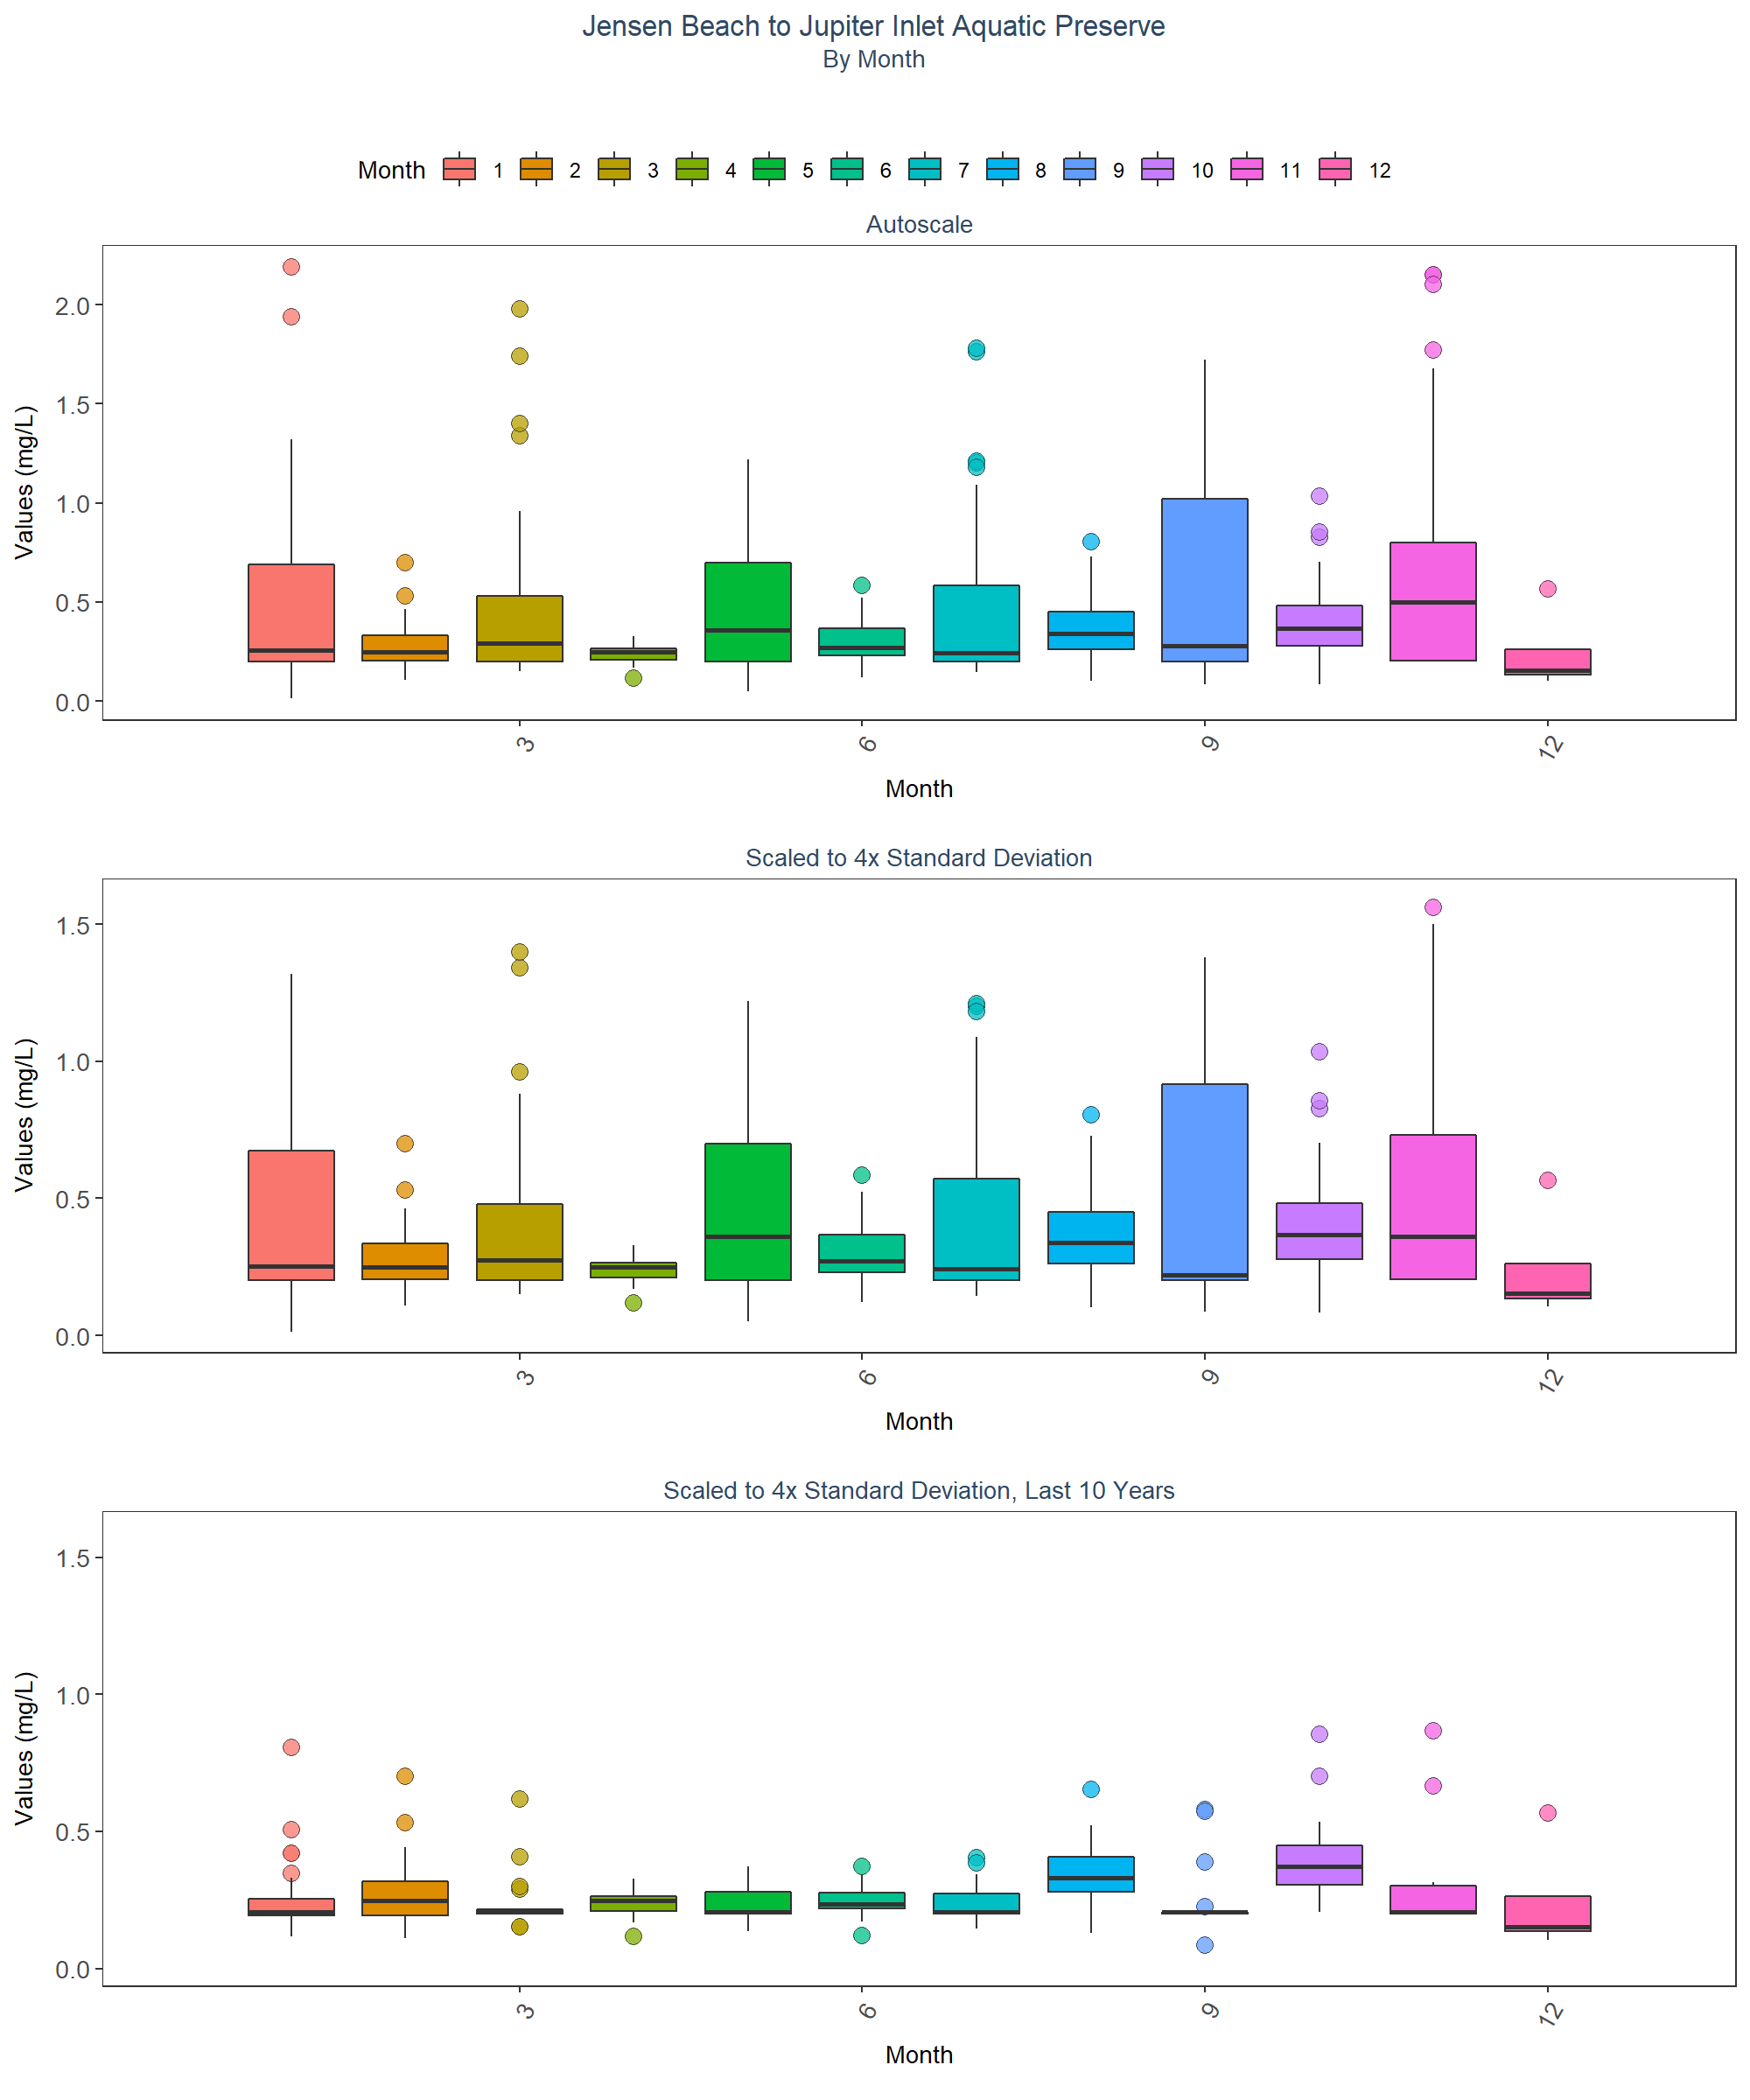 Jensen Beach to Jupiter Inlet Aquatic Preserve
By Month
Month 1 2 3 4 5 6 7 8 9 10 11 12
Autoscale
Values (mg/L)
2.0
1.5
1.0
0.5
0.0
3 6 9 12
Month
Scaled to 4x Standard Deviation
Values (mg/L)
1.5
1.0
0.5
0.0
3 6 9 12
Month
Scaled to 4x Standard Deviation, Last 10 Years
Values (mg/L)
1.5
1.0
0.5
0.0
3 6 9 12
Month